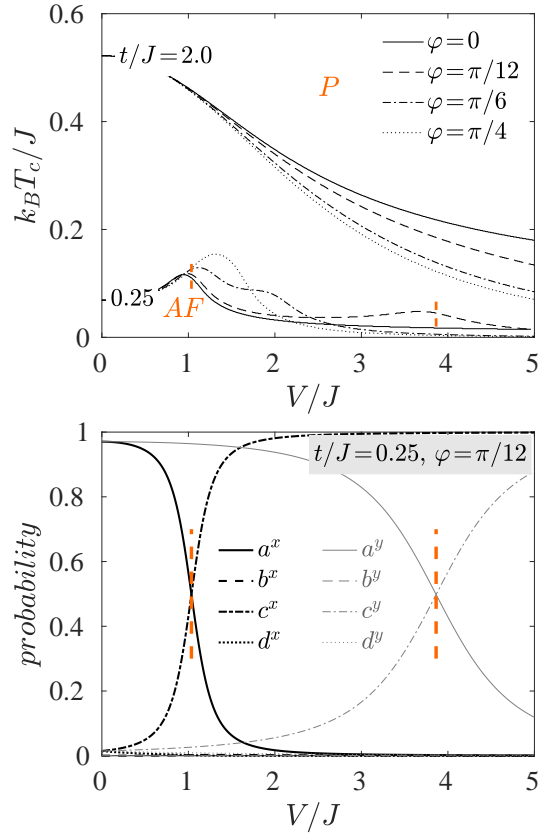 0.6
0.4
0.2
0
k_BT_c/J
t/J=2.0
0.25
P
AF
φ=0
φ=π/12
φ=π/6
φ=π/4
0 1 2 3 4 5
V/J
1
0.8
0.6
0.4
0.2
0
probability
t/J=0.25, φ=π/12
a^x a^y
b^x b^y
c^x c^y
d^x d^y
0 1 2 3 4 5
V/J